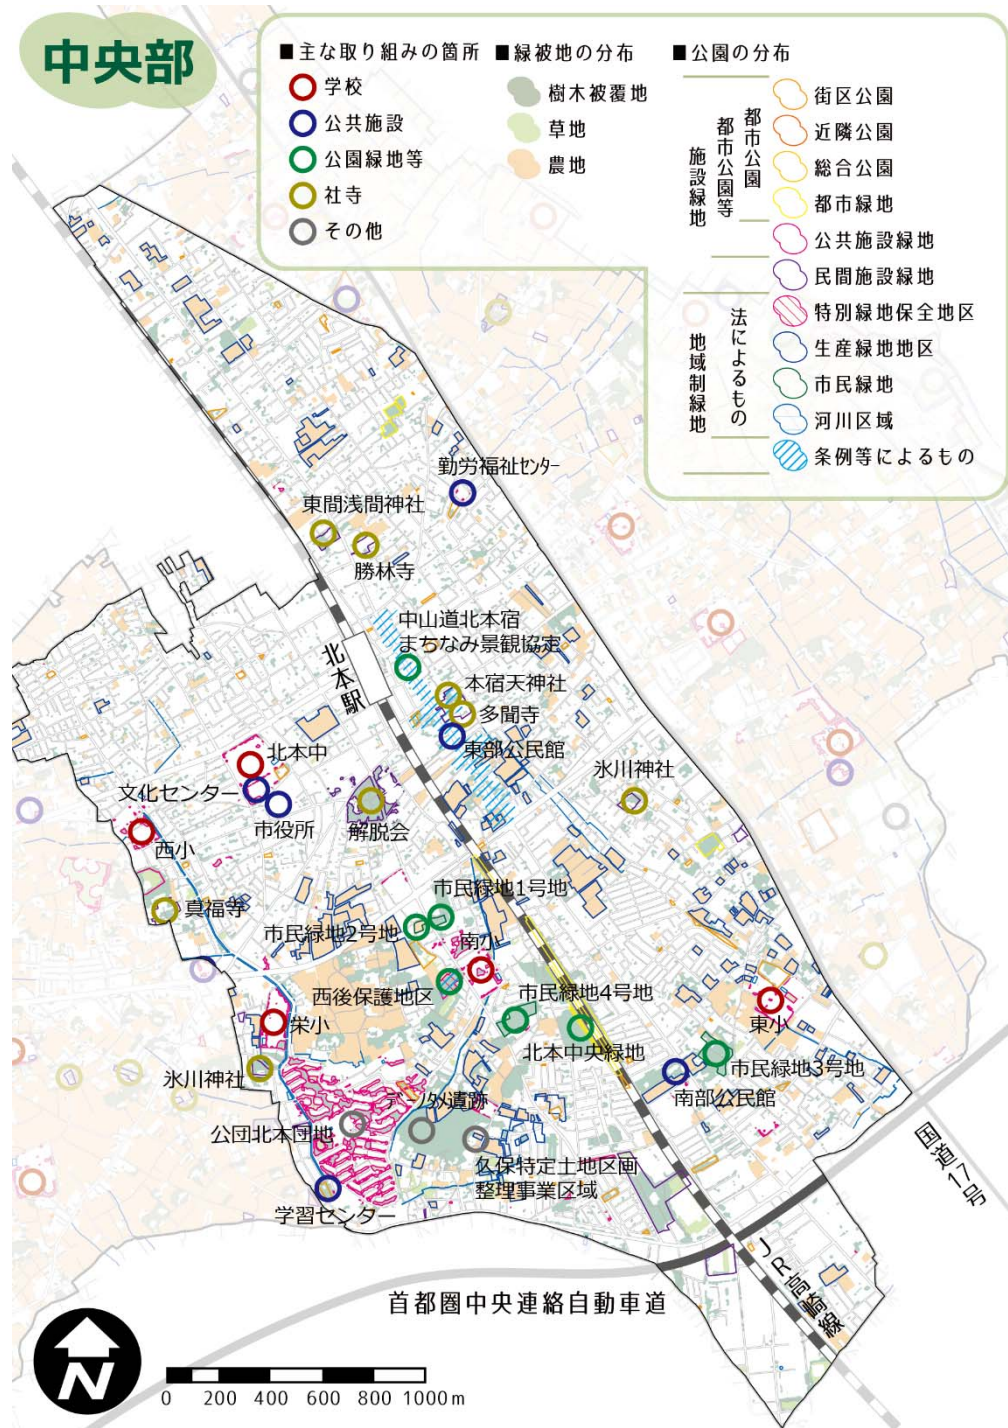 中央部
■主な取り組みの箇所
学校
公共施設
公園緑地等
社寺
その他
■緑被地の分布
樹木被覆地
草地
農地
■公園の分布
施設緑地
都市公園等
都市公園
街区公園
近隣公園
総合公園
都市緑地
公共施設緑地
民間施設緑地
地域制緑地
法によるもの
特別緑地保全地区
生産緑地地区
市民緑地
河川区域
条例等によるもの
勤労福祉センター
東間浅間神社
勝林寺
中山道北本宿
まちなみ景観協定
北本駅
本宿天神社
多聞寺
東部公民館
北本中
文化センター
市役所
解脱会
氷川神社
西小
真福寺
市民緑地1号地
市民緑地2号地
南小
西後保護地区
市民緑地4号地
東小
栄小
北本中央緑地
市民緑地3号地
氷川神社
南部公民館
デーノタメ遺跡
公団北本団地
久保特定土地区画
整理事業区域
学習センター
国道17号
JR高崎線
首都圏中央連絡自動車道
N
0 200 400 600 800 1000m